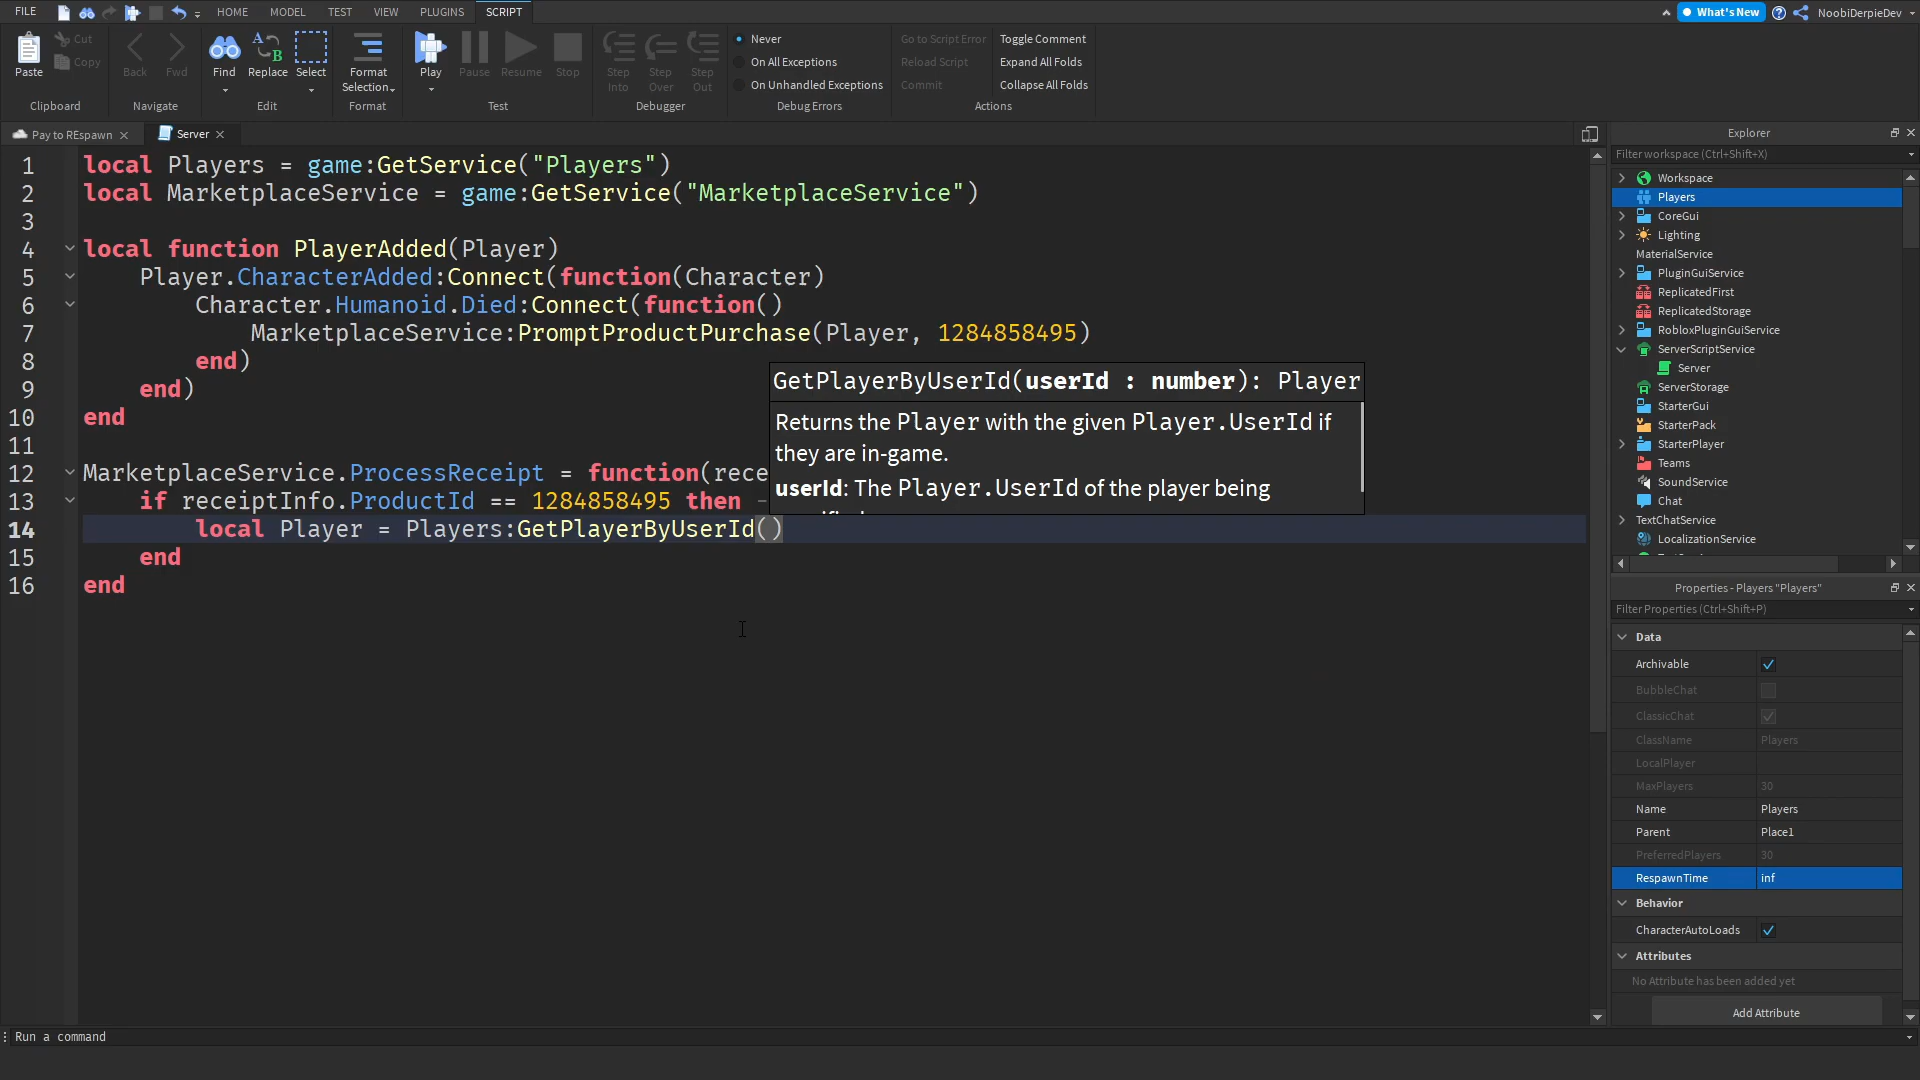 FILE
HOME
MODEL
TEST
VIEW
PLUGINS
SCRIPT
What's New
NoobiDerpieDev
Paste
Cut
Copy
Clipboard
Back
Fwd
Navigate
Find
Replace
Select
Edit
Format
Selection
Format
Play
Pause
Resume
Stop
Test
Step
Into
Step
Over
Step
Out
Debugger
Never
On All Exceptions
On Unhandled Exceptions
Debug Errors
Go to Script Error
Reload Script
Commit
Toggle Comment
Expand All Folds
Collapse All Folds
Actions
Pay to REspawn
Server
1 local Players = game:GetService("Players")
2 local MarketplaceService = game:GetService("MarketplaceService")
3
4 local function PlayerAdded(Player)
5 Player.CharacterAdded:Connect(function(Character)
6 Character.Humanoid.Died:Connect(function()
7 MarketplaceService:PromptProductPurchase(Player, 1284858495)
8 end)
9 end)
10 end
11
12 MarketplaceService.ProcessReceipt = function(rece
13 if receiptInfo.ProductId == 1284858495 then -
14 local Player = Players:GetPlayerByUserId()
15 end
16 end
GetPlayerByUserId(userId : number): Player
Returns the Player with the given Player.UserId if
they are in-game.
userId: The Player.UserId of the player being
Explorer
Filter workspace (Ctrl+Shift+X)
Workspace
Players
CoreGui
Lighting
MaterialService
PluginGuiService
ReplicatedFirst
ReplicatedStorage
RobloxPluginGuiService
ServerScriptService
Server
ServerStorage
StarterGui
StarterPack
StarterPlayer
Teams
SoundService
Chat
TextChatService
LocalizationService
Properties - Players "Players"
Filter Properties (Ctrl+Shift+P)
Data
Archivable
BubbleChat
ClassicChat
ClassName Players
LocalPlayer
MaxPlayers 30
Name Players
Parent Place1
PreferredPlayers 30
RespawnTime inf
Behavior
CharacterAutoLoads
Attributes
No Attribute has been added yet
Add Attribute
Run a command